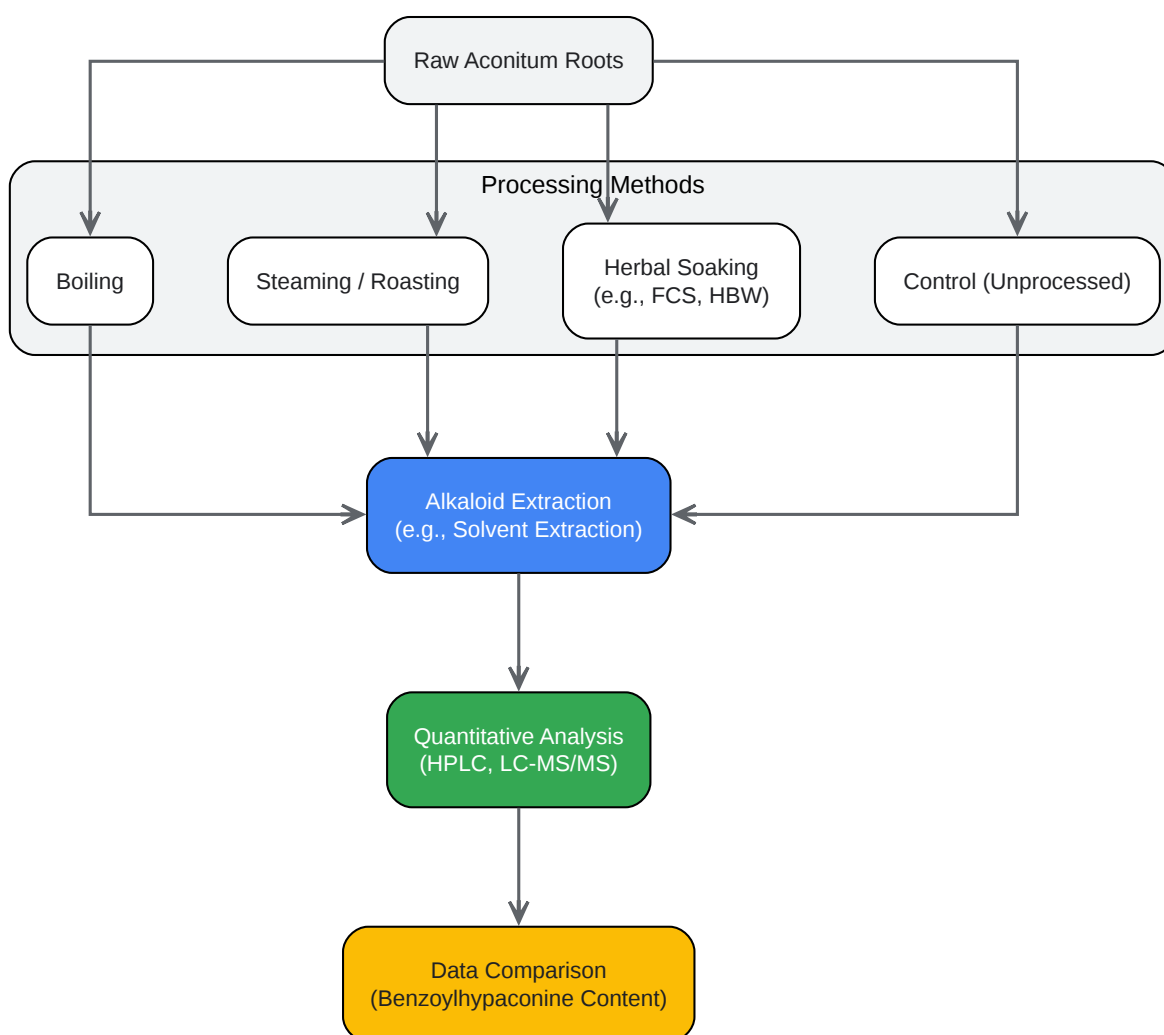 Raw Aconitum Roots
Processing Methods
Boiling
Steaming / Roasting
Herbal Soaking
(e.g., FCS, HBW)
Control (Unprocessed)
Alkaloid Extraction
(e.g., Solvent Extraction)
Quantitative Analysis
(HPLC, LC-MS/MS)
Data Comparison
(Benzoylhypaconine Content)